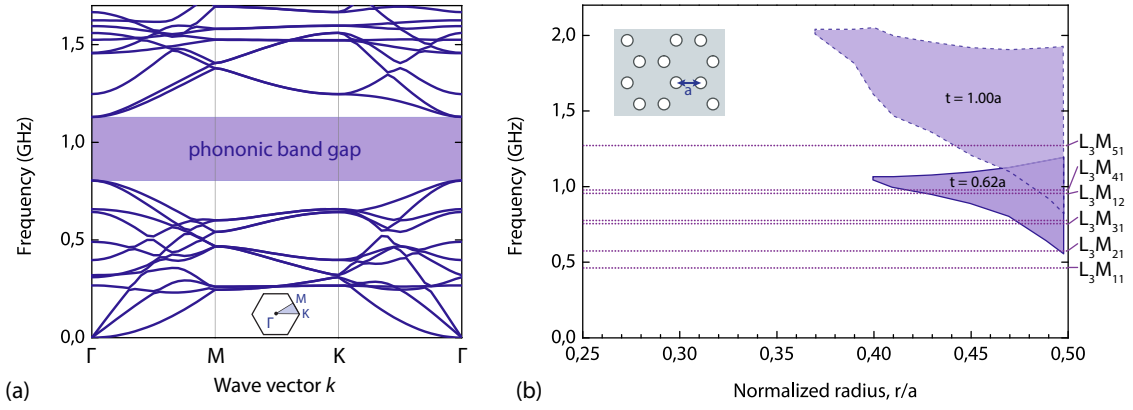 1,5
1,0
0,5
0,0
Frequency (GHz)
phononic band gap
M
Γ
K
Γ
M
K
Γ
Wave vector k
(a)
2,0
1,5
1,0
0,5
0,0
Frequency (GHz)
a
t = 1.00a
t = 0.62a
L3M51
L3M41
L3M12
L3M31
L3M21
L3M11
0,25
0,30
0,35
0,40
0,45
0,50
Normalized radius, r/a
(b)